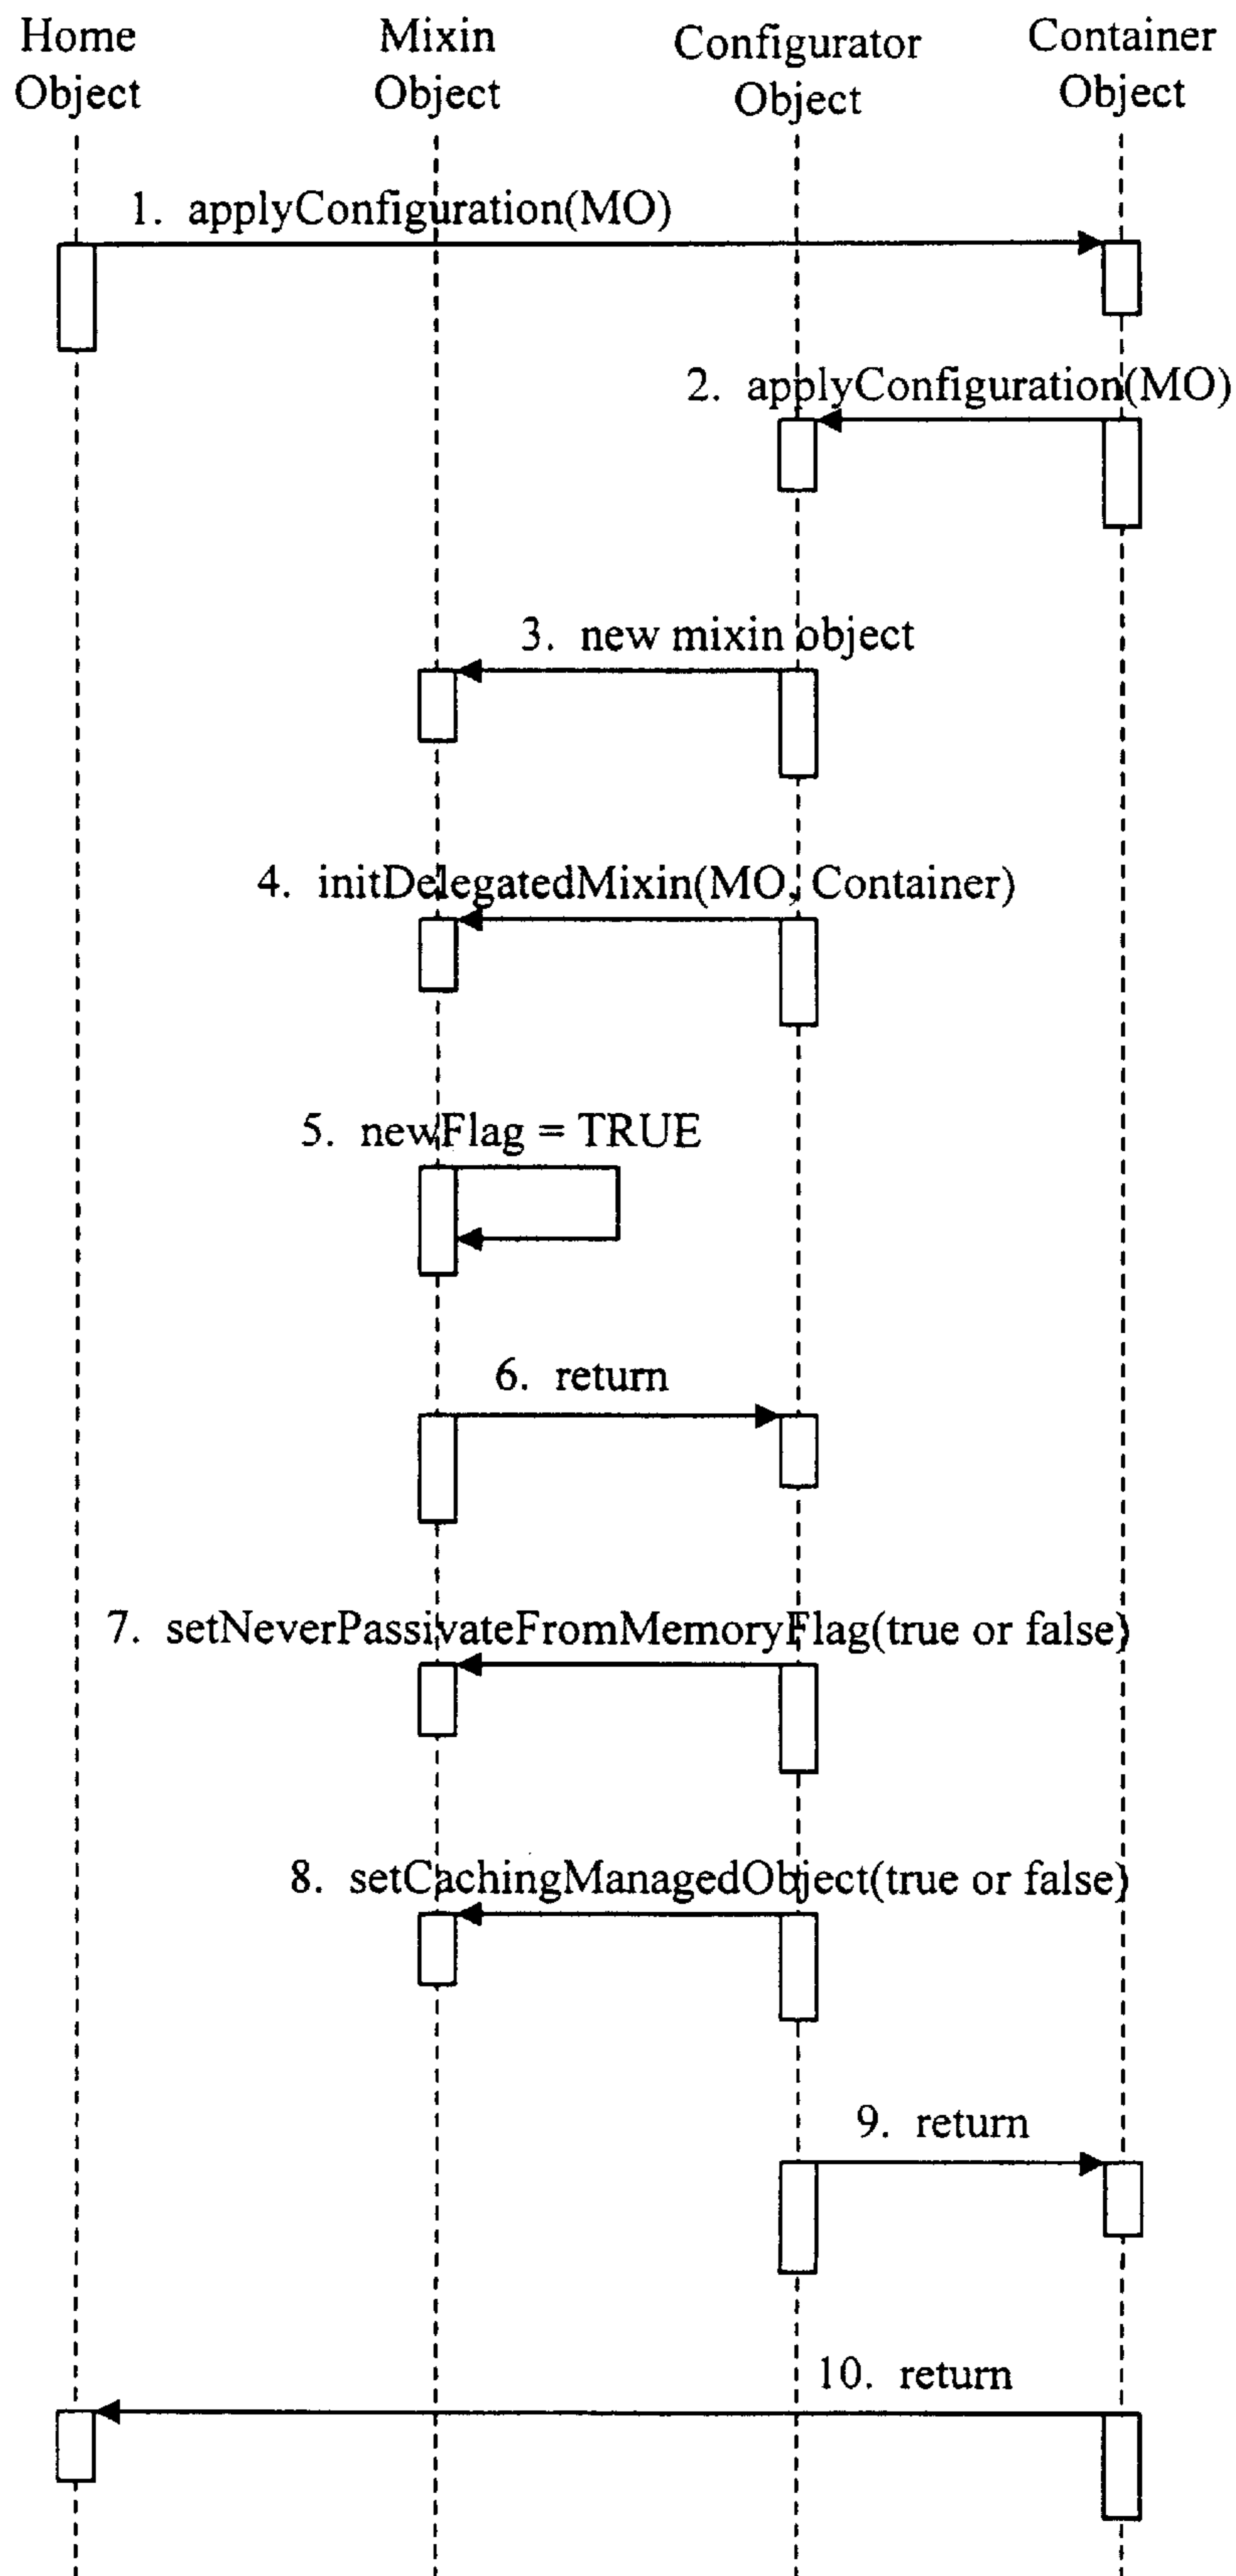 Home
Object
Mixin
Object
Configurator
Object
Container
Object
1. applyConfiguration(MO)
2. applyConfiguration(MO)
3. new mixin object
4. initDelegatedMixin(MO, Container)
5. newFlag = TRUE
6. return
7. setNeverPassivateFromMemoryFlag(true or false)
8. setCachingManagedObject(true or false)
9. return
10. return